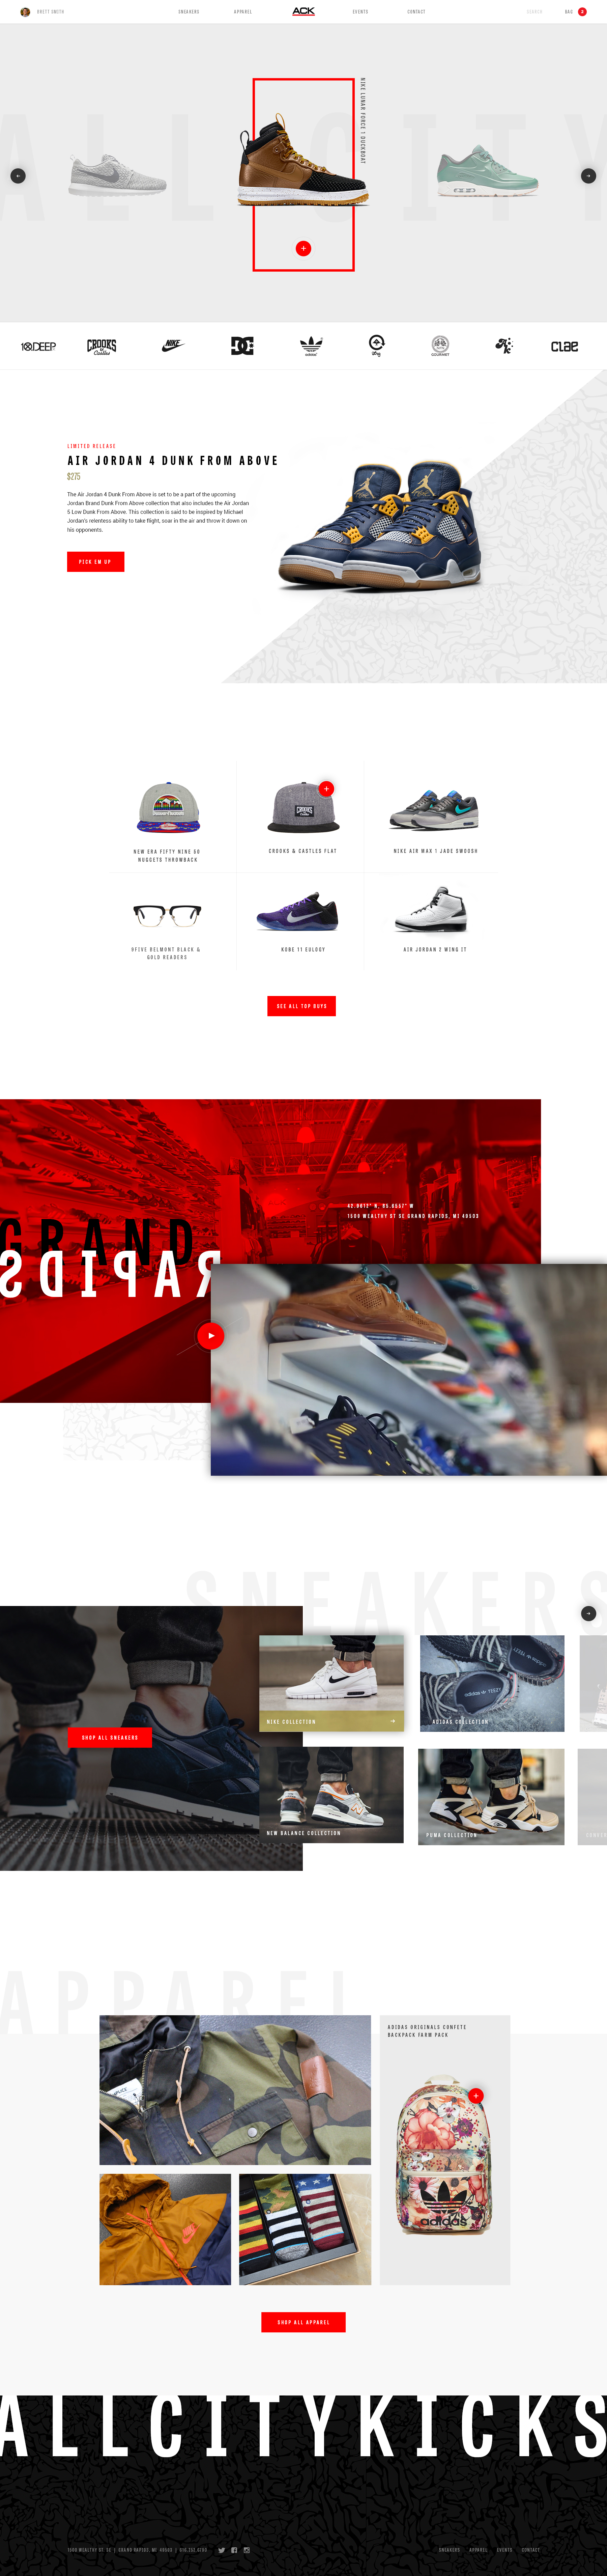 BRETT SMITH
SNEAKERS
APPAREL
ACK
EVENTS
CONTACT
SEARCH
BAG
2
ALL CITY
NIKE LUNAR FORCE 1 DUCKBOOT
10.DEEP
CROOKS
Castles
NIKE
DC
adidas
GOURMET
CLAE
LIMITED RELEASE
AIR JORDAN 4 DUNK FROM ABOVE
$275
The Air Jordan 4 Dunk From Above is set to be a part of the upcoming
Jordan Brand Dunk From Above collection that also includes the Air Jordan
5 Low Dunk From Above. This collection is said to be inspired by Michael
Jordan's relentless ability to take flight, soar in the air and throw it down on
his opponents.
PICK EM UP
NEW ERA FIFTY NINE 50
NUGGETS THROWBACK
CROOKS & CASTLES FLAT
NIKE AIR MAX 1 JADE SWOOSH
9FIVE BELMONT BLACK &
GOLD READERS
KOBE 11 EULOGY
AIR JORDAN 2 WING IT
SEE ALL TOP BUYS
42.9612° N, 85.6557° W
1509 WEALTHY ST SE GRAND RAPIDS, MI 49503
GRAND
RAPIDS
SNEAKERS
SHOP ALL SNEAKERS
NIKE COLLECTION
ADIDAS COLLECTION
NEW BALANCE COLLECTION
PUMA COLLECTION
APPAREL
ADIDAS ORIGINALS CONFETE
BACKPACK FARM PACK
adidas
SHOP ALL APPAREL
ALLCITYKICKS
1509 WEALTHY ST. SE | GRAND RAPIDS, MI 49503 |
SNEAKERS
APPAREL
EVENTS
CONTACT